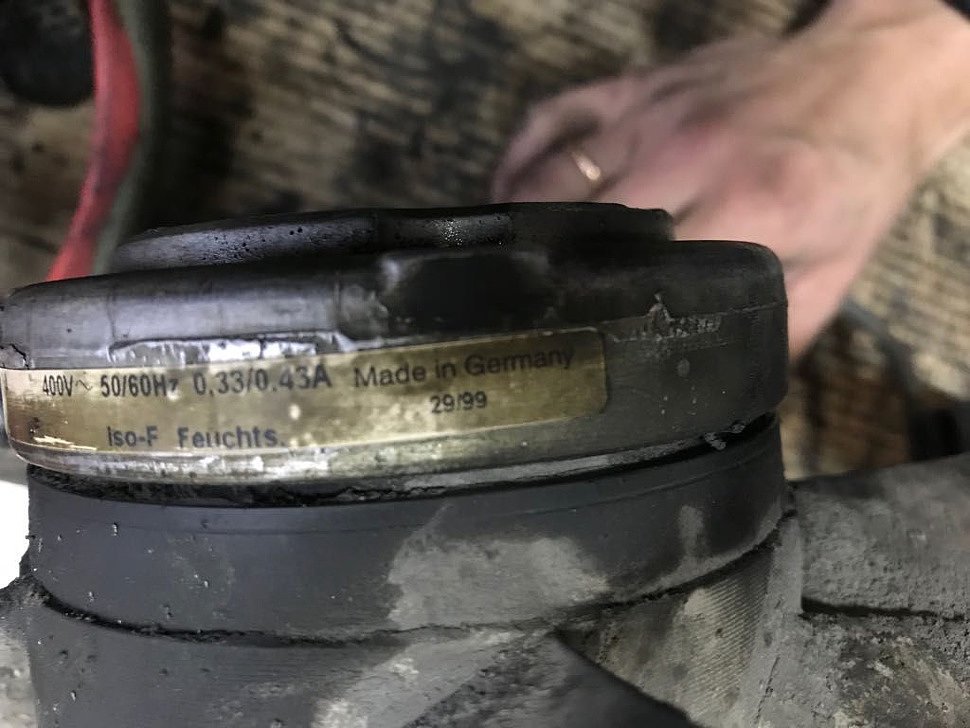 400V~ 50/60Hz 0,33/0,43A Made in Germany
29/99
Iso-F Feuchts.